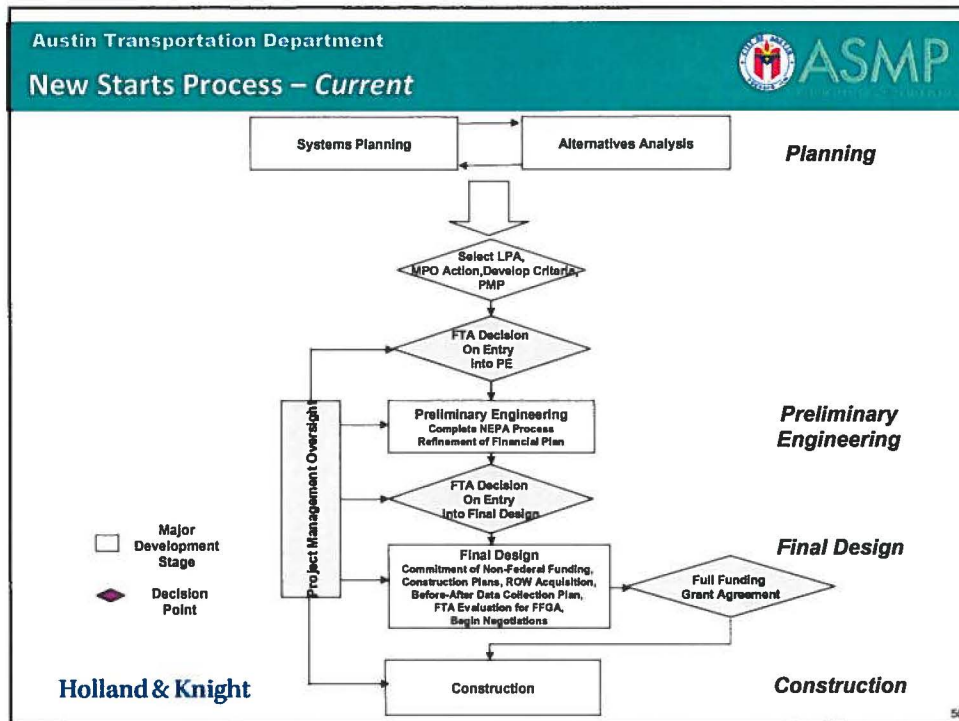 Austin Transportation Department
New Starts Process – Current
ASMP
Systems Planning
Alternatives Analysis
Planning
Select LPA,
MPO Action,Develop Criteria,
PMP
FTA Decision
On Entry
Into PE
Project Management Oversight
Preliminary Engineering
Complete NEPA Process
Refinement of Financial Plan
Preliminary
Engineering
FTA Decision
On Entry
Into Final Design
Major
Development
Stage
Decision
Point
Final Design
Commitment of Non-Federal Funding,
Construction Plans, ROW Acquisition,
Before-After Data Collection Plan,
FTA Evaluation for FFGA,
Begin Negotiations
Full Funding
Grant Agreement
Final Design
Construction
Construction
Holland & Knight